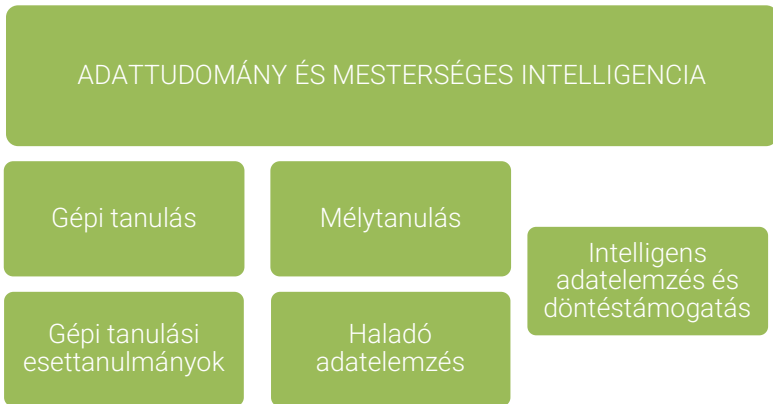 ADATTUDOMÁNY ÉS MESTERSÉGES INTELLIGENCIA
Gépi tanulás
Mélytanulás
Intelligens
adatelemzés és
döntéstámogatás
Gépi tanulási
esettanulmányok
Haladó
adatelemzés